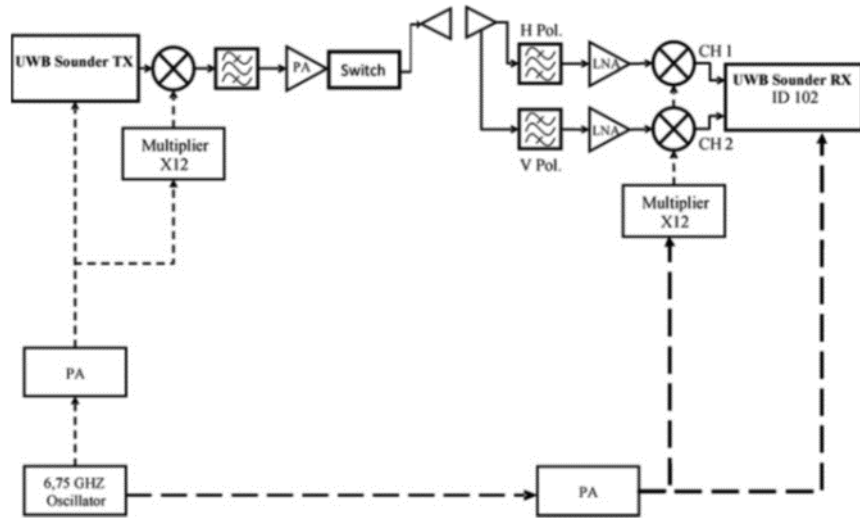 UWB Sounder TX
PA
Switch
H Pol.
LNA
CH 1
UWB Sounder RX
ID 102
Multiplier
X12
LNA
CH 2
V Pol.
Multiplier
X12
PA
6,75 GHZ
Oscillator
PA